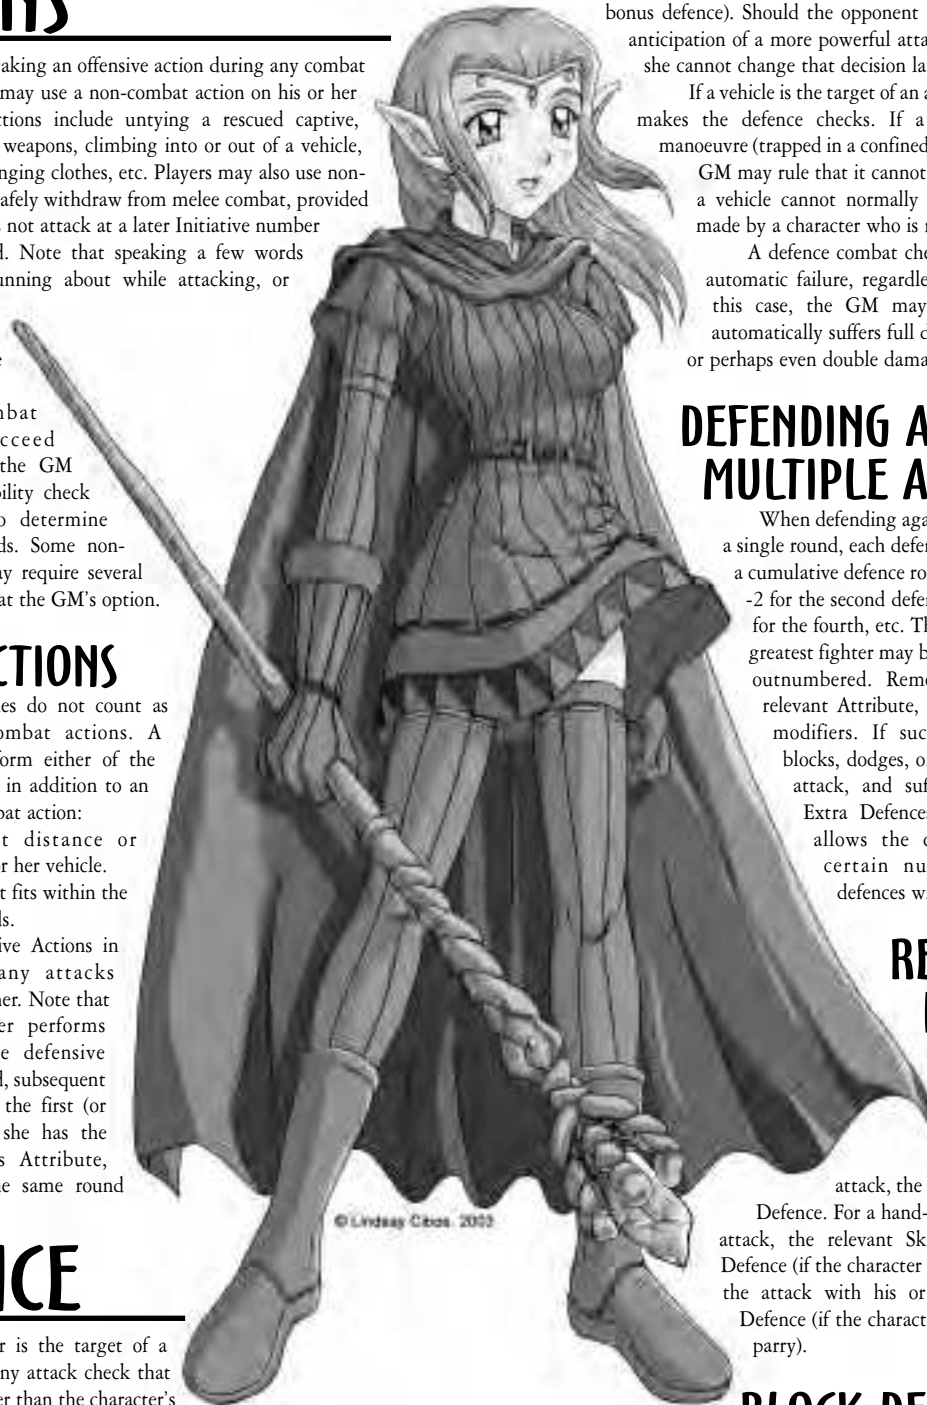 aking an offensive action during any combat
may use a non-combat action on his or her
ctions include untying a rescued captive,
weapons, climbing into or out of a vehicle,
nging clothes, etc. Players may also use non-
afely withdraw from melee combat, provided
not attack at a later Initiative number
d. Note that speaking a few words
unning about while attacking, or
e
mbat
cceed
the GM
bility check
o determine
ds. Some non-
ay require several
at the GM's option.
CTIONS
es do not count as
ombat actions. A
orm either of the
in addition to an
bat action:
t distance or
or her vehicle.
t fits within the
ds.
ive Actions in
any attacks
her. Note that
er performs
e defensive
d, subsequent
the first (or
she has the
s Attribute,
he same round
NCE
r is the target of a
ny attack check that
er than the character's
© Lindsay Cibos. 2003
bonus defence). Should the opponent
anticipation of a more powerful atta
she cannot change that decision la
If a vehicle is the target of an a
makes the defence checks. If a
manoeuvre (trapped in a confined
GM may rule that it cannot
a vehicle cannot normally
made by a character who is n
A defence combat che
automatic failure, regardle
this case, the GM may
automatically suffers full d
or perhaps even double dama
DEFENDING A
MULTIPLE A
When defending aga
a single round, each defen
a cumulative defence ro
-2 for the second defen
for the fourth, etc. Th
greatest fighter may b
outnumbered. Reme
relevant Attribute,
modifiers. If suc
blocks, dodges, o
attack, and suf
Extra Defences
allows the c
certain nu
defences w
RE
attack, the
Defence. For a hand-
attack, the relevant Sk
Defence (if the character
the attack with his or
Defence (if the charact
parry).
BLOCK DE